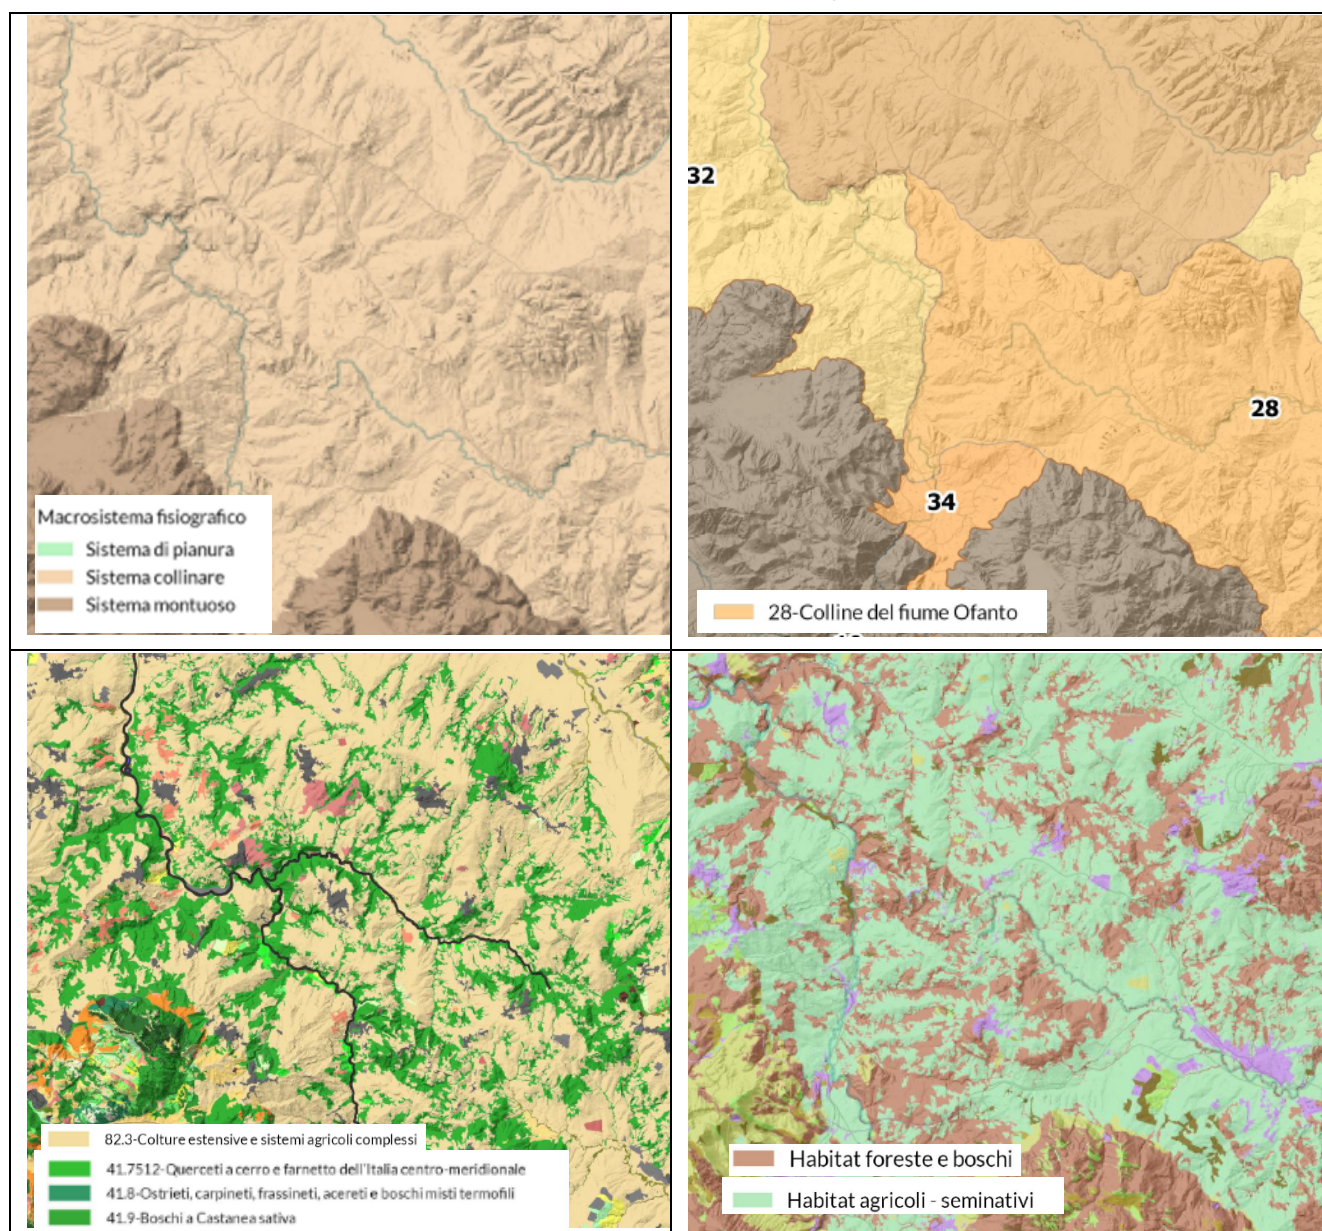 Macrosistema fisiografico
Sistema di pianura
Sistema collinare
Sistema montuoso
32
28
34
28-Colline del fiume Ofanto
82.3-Colture estensive e sistemi agricoli complessi
41.7512-Querceti a cerro e farnetto dell'Italia centro-meridionale
41.8-Ostrieti, carpineti, frassineti, acereti e boschi misti termofili
41.9-Boschi a Castanea sativa
Habitat foreste e boschi
Habitat agricoli - seminativi